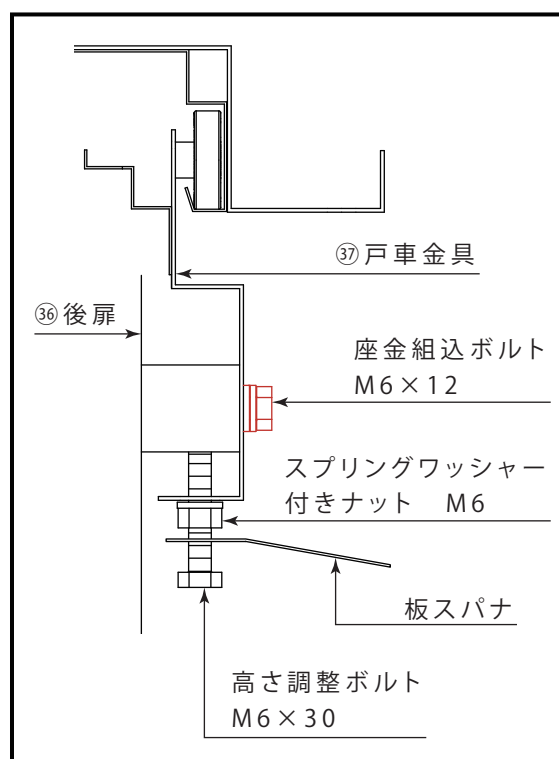 ㊲戸車金具
㊱後扉
座金組込ボルト
M6×12
スプリングワッシャー
付きナット　M6
板スパナ
高さ調整ボルト
M6×30